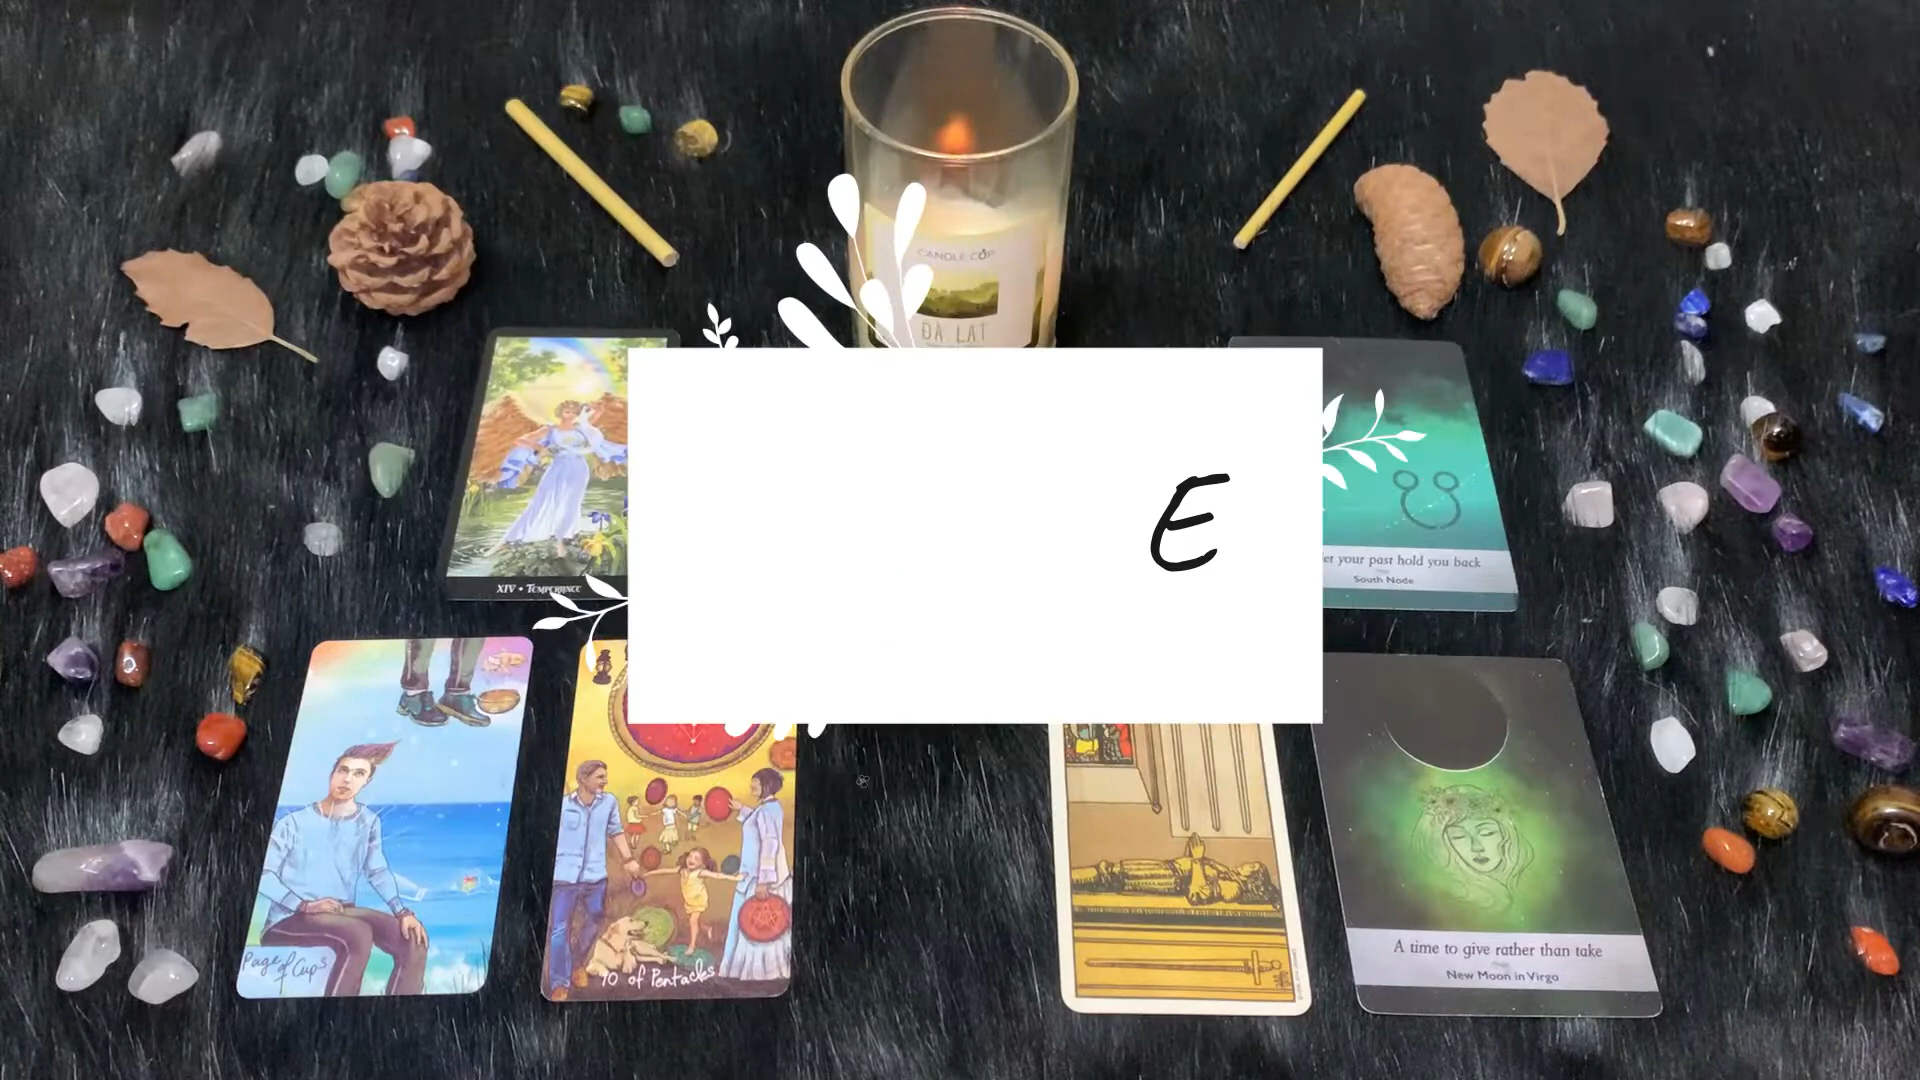 CANDLE CUP
ĐÀ LẠT
XIV • TEMPERANCE
E
et your past hold you back
South Node
Page of Cups
10 of Pentacles
A time to give rather than take
New Moon in Virgo